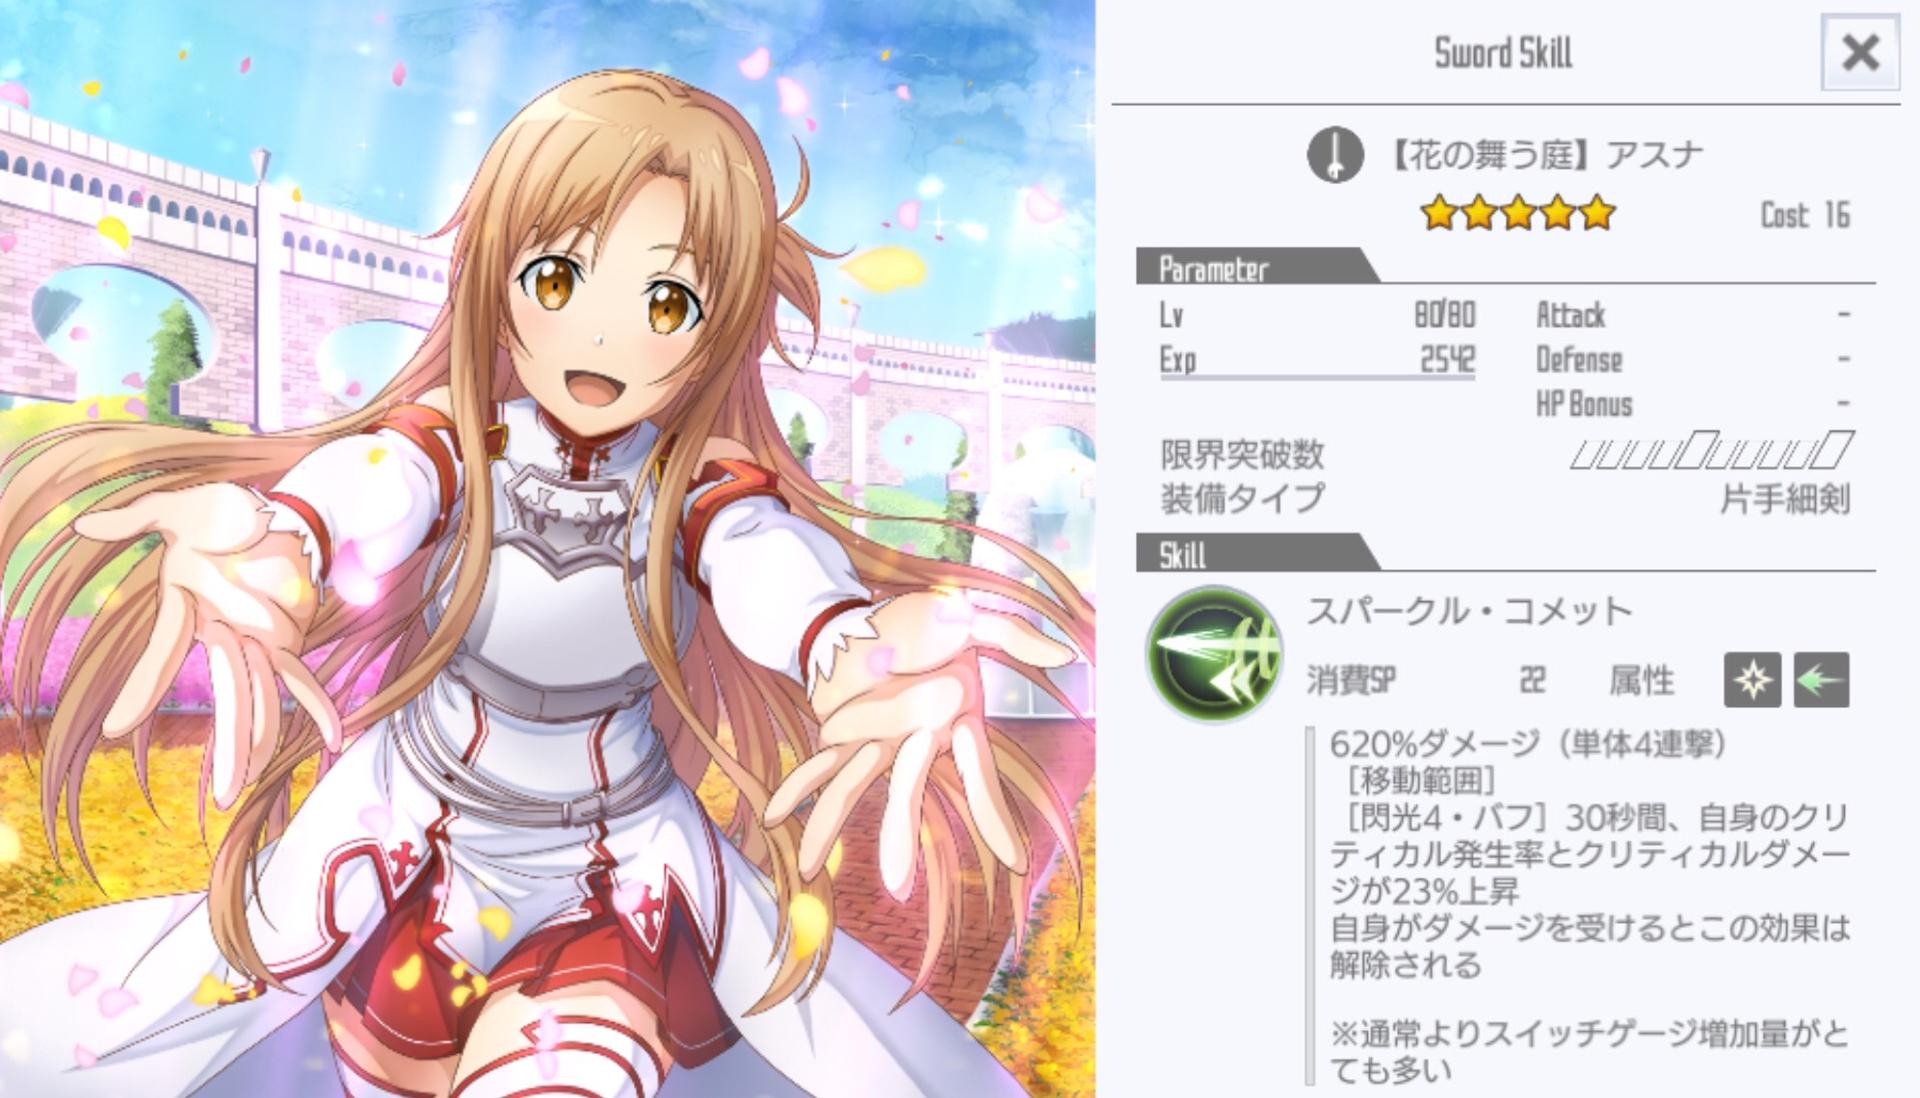 Sword Skill
【花の舞う庭】アスナ
Cost 16
Parameter
Lv 80/80 Attack -
Exp 2542 Defense -
HP Bonus -
限界突破数
装備タイプ 片手細剣
Skill
スパークル・コメット
消費SP 22 属性
620%ダメージ（単体4連撃）
［移動範囲］
［閃光4・バフ］30秒間、自身のクリ
ティカル発生率とクリティカルダメー
ジが23%上昇
自身がダメージを受けるとこの効果は
解除される
※通常よりスイッチゲージ増加量がと
ても多い